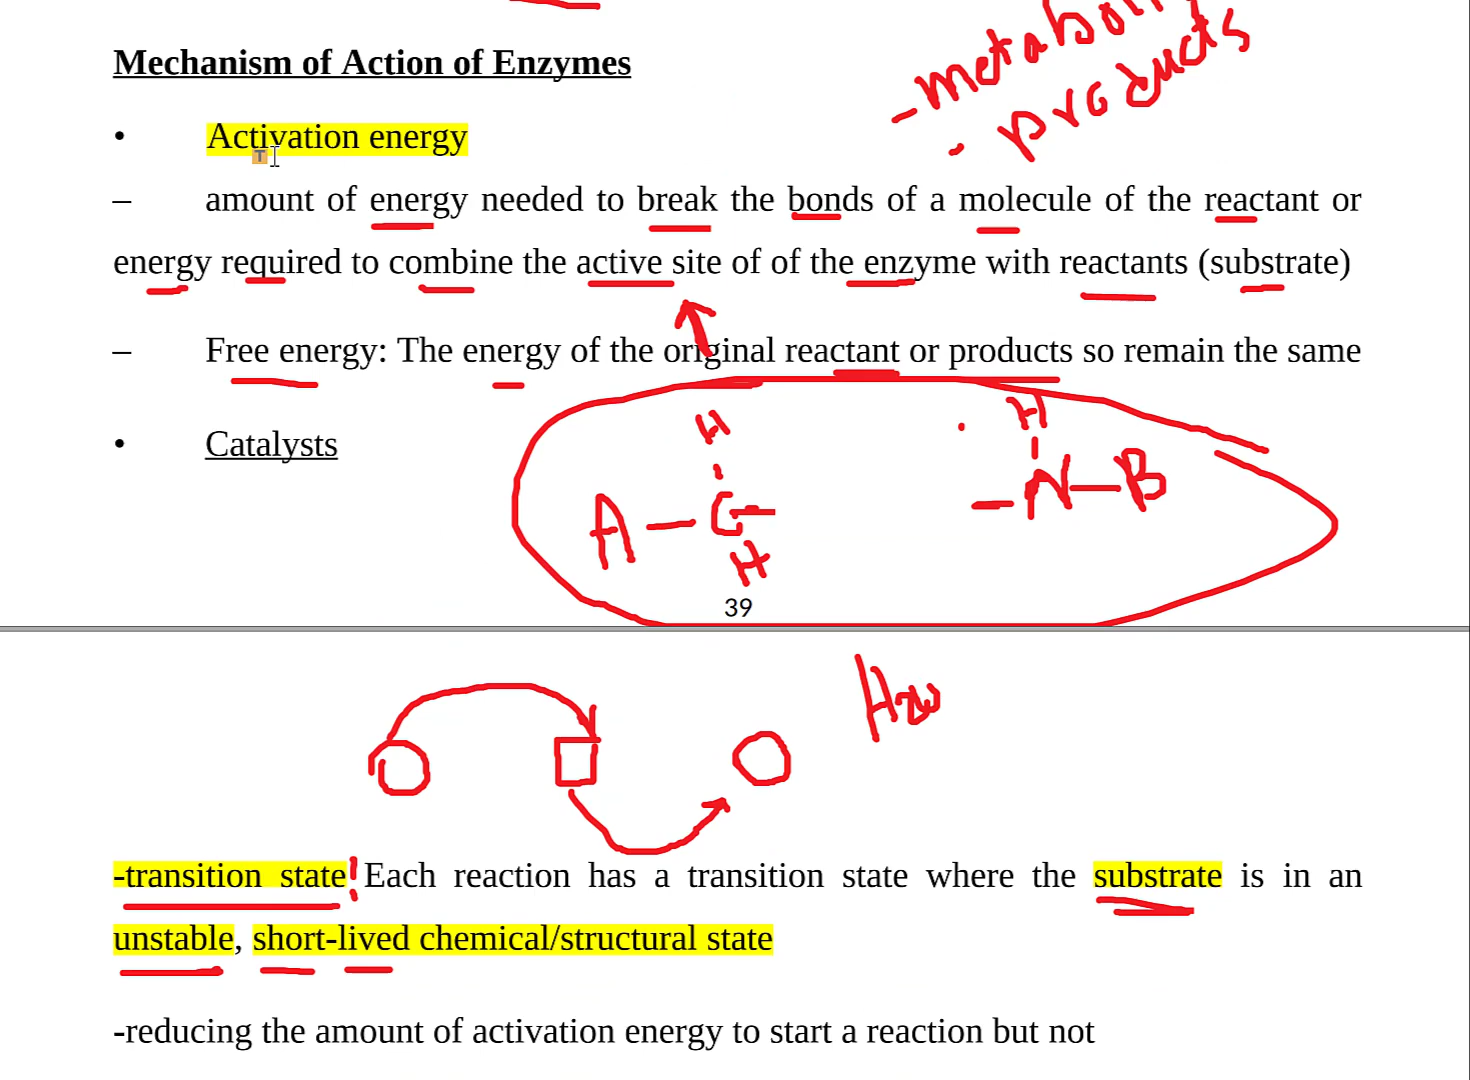 - metaboli
- products
Mechanism of Action of Enzymes
• Activation energy
– amount of energy needed to break the bonds of a molecule of the reactant or
energy required to combine the active site of of the enzyme with reactants (substrate)
– Free energy: The energy of the original reactant or products so remain the same
• Catalysts
H H
A – C – – N – B
H
39
-transition state: Each reaction has a transition state where the substrate is in an
unstable, short-lived chemical/structural state
-reducing the amount of activation energy to start a reaction but not